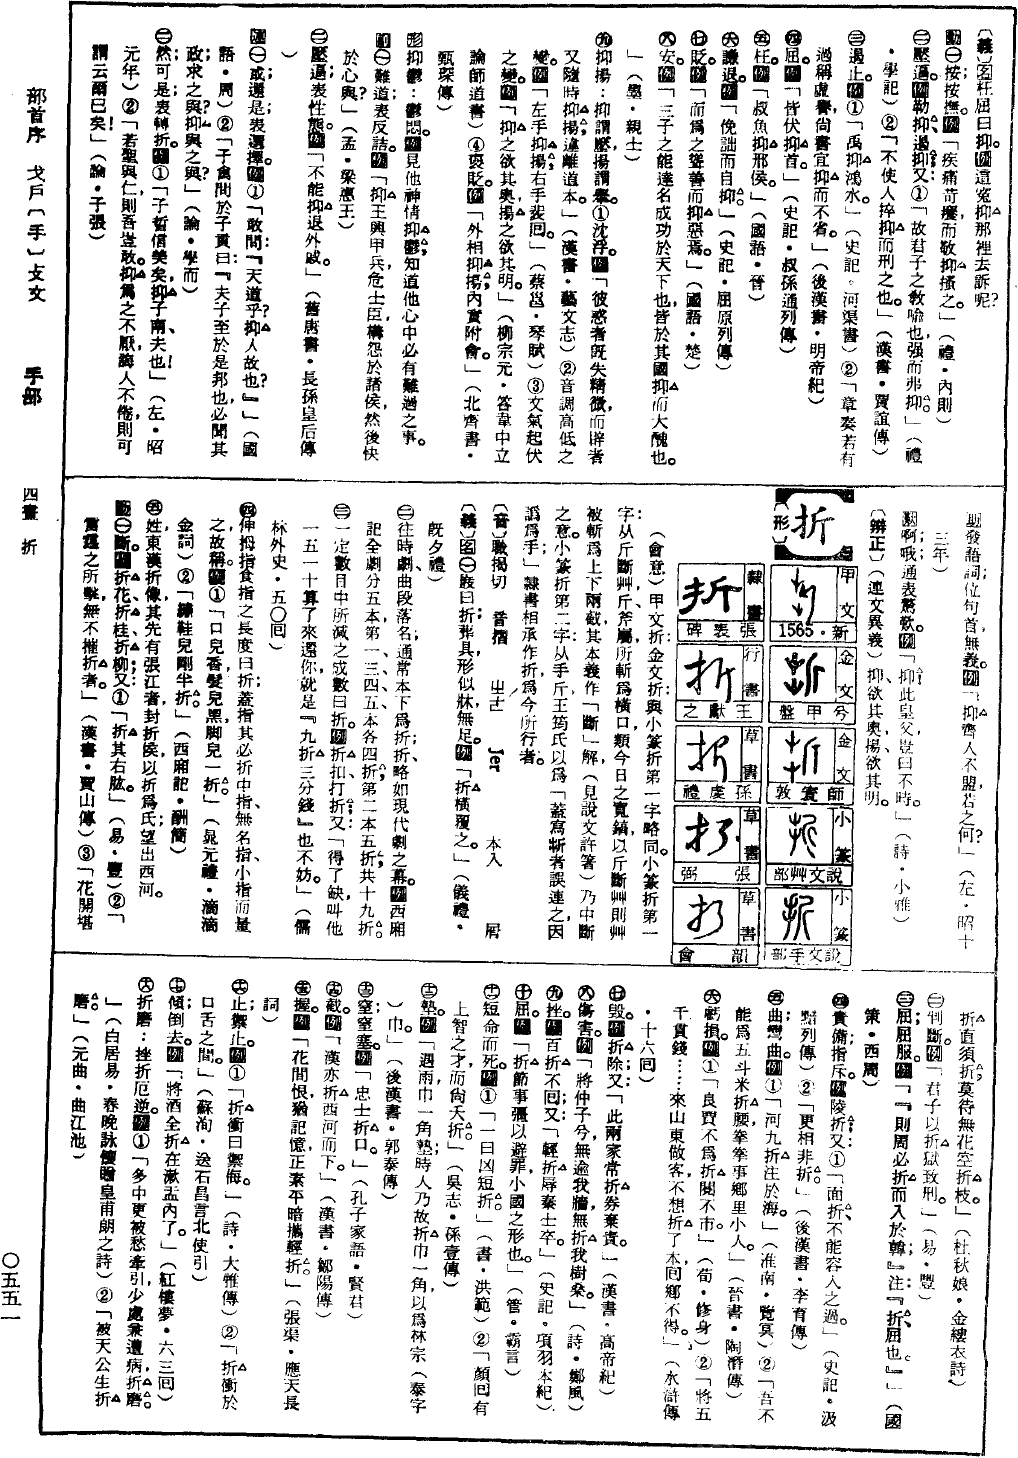 〔義〕名枉屈曰抑。例這冤抑那裡去訴呢?
動㊀按;按撫。例「疾痛苛癢,而敬抑搔之。」(禮‧內則)
㊁壓逼。例勒抑、遏抑;又①「故君子之教喻也,强而弗抑。」(禮
‧學記)②「不使人捽抑而刑之也。」(漢書‧賈誼傳)
㊂遏止。例①「禹抑鴻水。」(史記‧河渠書)②「章奏若有
過稱虛譽,尚書宜抑而不省。」(後漢書‧明帝紀)
㊃屈。例「皆伏抑首。」(史記‧叔孫通列傳)
㊄枉。例「叔魚抑邢侯。」(國語‧晉)
㊅謙退。例「俛詘而自抑。」(史記‧屈原列傳)
㊆貶。例「而為之聳善而抑惡焉。」(國語‧楚)
㊇安。例「三子之能達名成功於天下也,皆於其國抑而大醜也。
」(墨‧親士)
㊈抑揚:抑謂壓,揚謂舉。①沈浮。例「彼惑者既失精微,而辟者
又隨時抑揚,違離道本。」(漢書‧藝文志)②音調高低之
變。例「左手抑揚,右手裴回。」(蔡邕‧琴賦)③文氣起伏
之變。例「抑之欲其奧,揚之欲其明。」(柳宗元‧答韋中立
論師道書)④褒貶。例「外相抑揚,內實附會。」(北齊書‧
甄琛傳)
形抑鬱:鬱悶。例見他神情抑鬱,知道他心中必有難過之事。
副㊀難道;表反詰。例「抑王興甲兵,危士臣,構怨於諸侯,然後快
於心與?」(孟‧梁惠王)
㊁壓逼;表性態。例「不能抑退外戚。」(舊唐書‧長孫皇后傳
)
連㊀或;還是;表選擇。例①「敢問:『天道乎?抑人故也?』」(國
語‧周)②「子禽問於子貢曰:『夫子至於是邦也,必聞其
政,求之與?抑與之與?」(論‧學而)
㊁然;可是;表轉折。例①「子晳信美矣,抑子南,夫也!」(左‧昭
元年)②「若聖與仁,則吾豈敢!抑為之不厭,誨人不倦,則可
謂云爾已矣!」(論‧子張)
助發語詞;位句首,無義。例「抑齊人不盟,若之何?」(左‧昭十
三年)
歎啊;哦;通表驚歎。例「抑此皇父,豈曰不時。」(詩‧小雅)
〔辨正〕(連文異義)抑欲其奧,揚欲其明。
折
〔形〕
甲文 新‧1565
金文 兮甲盤
金文 師寰敦
小篆 說文艸部
小篆 說文手部
隸書 張表碑
行書 王獻之
草書 孫虔禮
草書 張弼
草書 韻會
(會意)甲文折;金文折;與小篆折第一字略同。小篆折第一
字从斤斷艸,斤斧屬,所斬為橫口,類今日之寬鎬,以斤斷艸,則艸
被斬為上下兩截,其本義作「斷」解(見說文許箸)乃中斷
之意。小篆折第二字:从手斤,王筠氏以為「蓋寫斬者誤連之,因
譌為手」隸書相承作折,為今所行者。
〔音〕職揭切 音摺 ㄓㄜˊ Jer 本入 屑
〔義〕名㊀喪曰折;葬具,形似牀,無足。例「折,橫覆之。」(儀禮‧
既夕禮)
㊁往時戲曲段落名;通常本下為折;折略如現代劇之幕。例西廂
記全劇分五本,第一三四五本各四折,第二本五折,共十九折。
㊂一定數目中所減之成數曰折。例折扣、打折;又「得了缺,叫他
一五一十算了來還你,就是『九折三分錢』也不妨。」(儒
林外史‧五〇回)
㊃伸拇指食指之長度曰折;蓋指其必折中指、無名指、小指而量
之,故稱。例①「口兒香,髮兒黑,脚兒一折。」(晁元禮‧滴滴
金詞)②「繡鞋兒剛半折。」(西廂記‧酬簡)
㊄姓。東漢折像,其先有張江者,封折侯,以折為氏;望出西河。
動㊀斷。例折花、折桂、折柳;又①「折其右肱。」(易‧豐)②「
雷霆之所擊,無不摧折者。」(漢書‧賈山傳)③「花開堪
折直須折,莫待無花空折枝。」(杜秋娘‧金縷衣詩)
㊁判斷。例「君子以折獄致刑。」(易‧豐)
㊂屈;屈服。例「『則周必折而入於韓。』注:『折,屈也。』」(國
策‧西周)
㊃責備;指斥。例陵折;又①「面折,不能容人之過。」(史記‧汲
黯列傳)②「更相非折。」(後漢書‧李育傳)
㊄曲;彎曲。例①「河九折注於海。」(淮南‧覽冥)②「吾不
能為五斗米折腰,拳拳事鄉里小人。」(晉書‧陶潛傳)
㊅虧損。例①「良賈不為折閱不市。」(荀‧修身)②「將五
千貫錢……來山東做客,不想折了本,回鄉不得。」(水滸傳
‧十六回)
㊆毀。例折除;又「此兩家常折券棄責。」(漢書‧高帝紀)
㊇傷害。例「將仲子兮,無逾我牆,無折我樹桑。」(詩‧鄭風)
㊈挫。例百折不回;又「輕折辱秦士卒。」(史記‧項羽本紀)
㊉屈。例「折節事彊以避罪,小國之形也。」(管‧霸言)
㊉㊀短命而死。例①「一曰凶短折。」(書‧洪範)②「顏回有
上智之才而尙夭折。」(吳志‧孫登傳)
㊉㊁墊。例「遇雨,巾一角墊,時人乃故折巾一角,以為林宗(泰字
)巾」(後漢書‧郭泰傳)
㊉㊂窒;窒塞。例「忠士折口。」(孔子家語‧賢君)
㊉㊃截。例「漢亦折西河而下。」(漢書‧鄒陽傳)
㊉㊄握。例「花間恨,猶記憶,正素平暗攜輕折。」(張榘‧應天長
詞)
㊉㊅止;禦止。例①「折衝曰禦侮。」(詩‧大雅傳)②「折衝於
口舌之間。」(蘇洵‧送石昌言北使引)
㊉㊆傾倒去。例「將酒全折在漱盂內了。」(紅樓夢‧六三回)
㊅折磨:挫折厄逆。例①「多中更被愁牽引,少處兼遭病折磨。
」(白居易‧春晚詠懷贈皇甫朗之詩)②「被天公生折
磨。」(元曲‧曲江池)
部首序 戈戶〔手〕攴文 手部 四畫 折 〇五五一